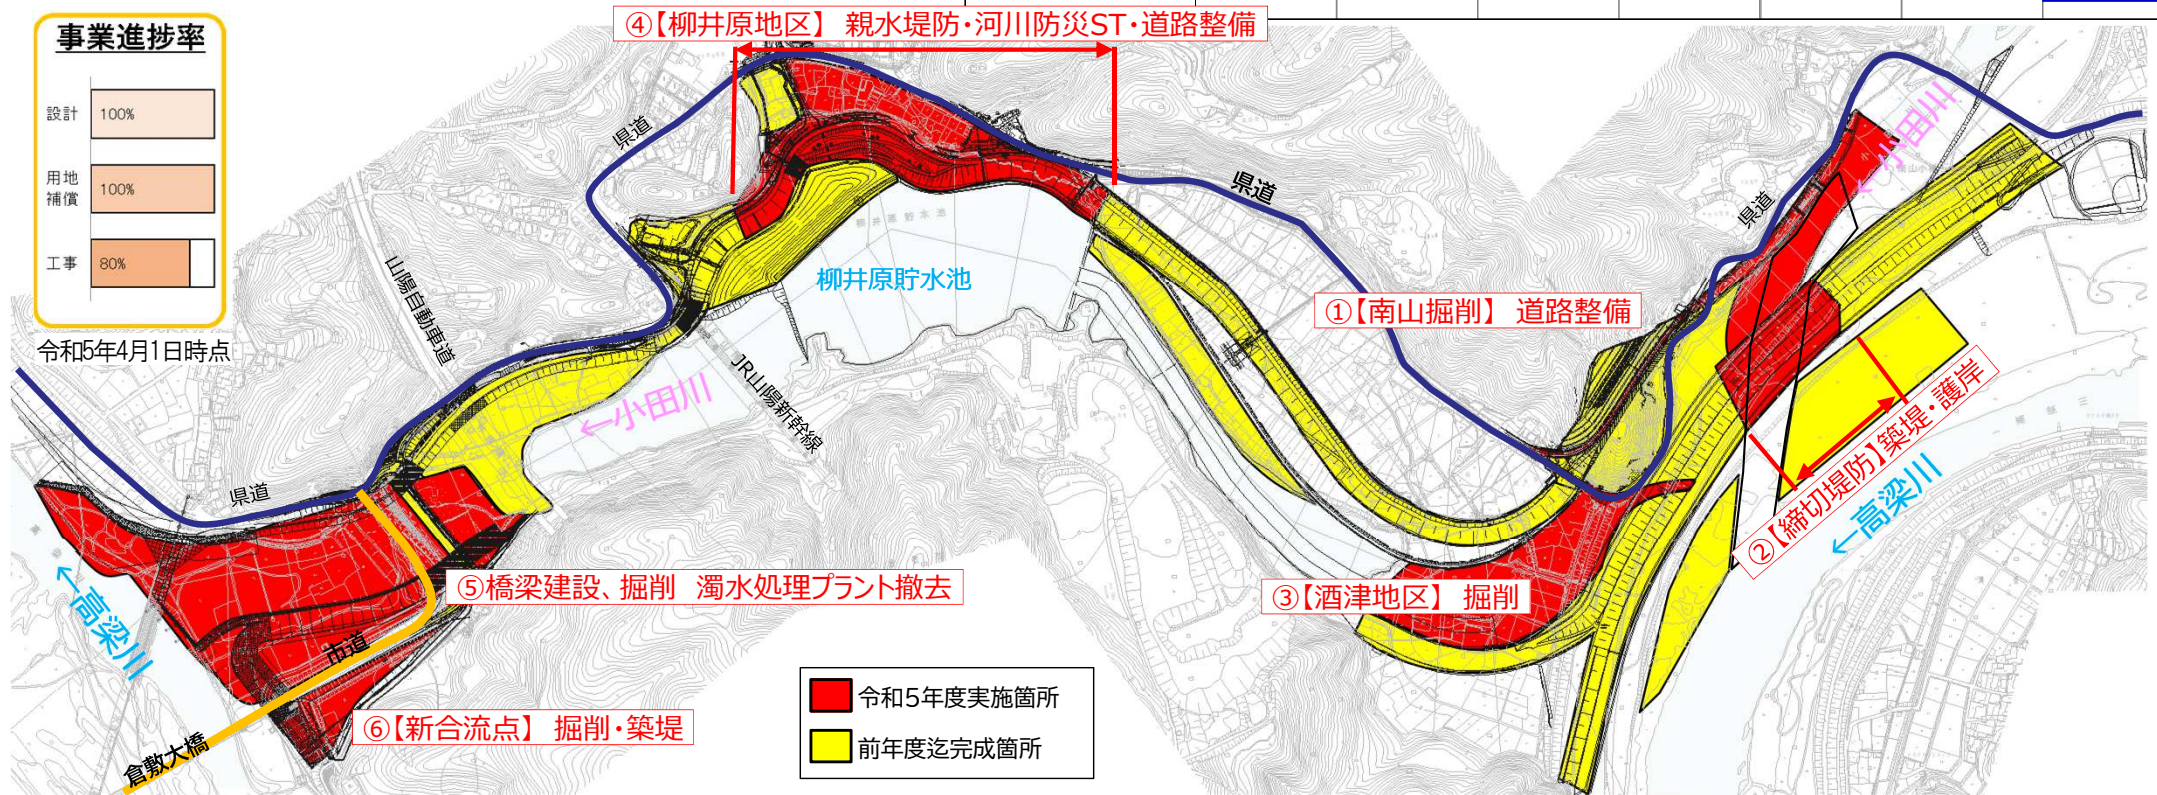 ④【柳井原地区】 親水堤防・河川防災ST・道路整備
事業進捗率
設計
100%
用地
補償
100%
工事
80%
令和5年4月1日時点
県道
県道
県道
県道
←小田川
←小田川
山陽自動車道
JR山陽新幹線
柳井原貯水池
柳井原貯水池
①【南山掘削】 道路整備
②【締切堤防】築堤・護岸
←高梁川
③【酒津地区】 掘削
⑤橋梁建設、掘削 濁水処理プラント撤去
←高梁川
市道
⑥【新合流点】 掘削・築堤
倉敷大橋
令和5年度実施箇所
前年度迄完成箇所